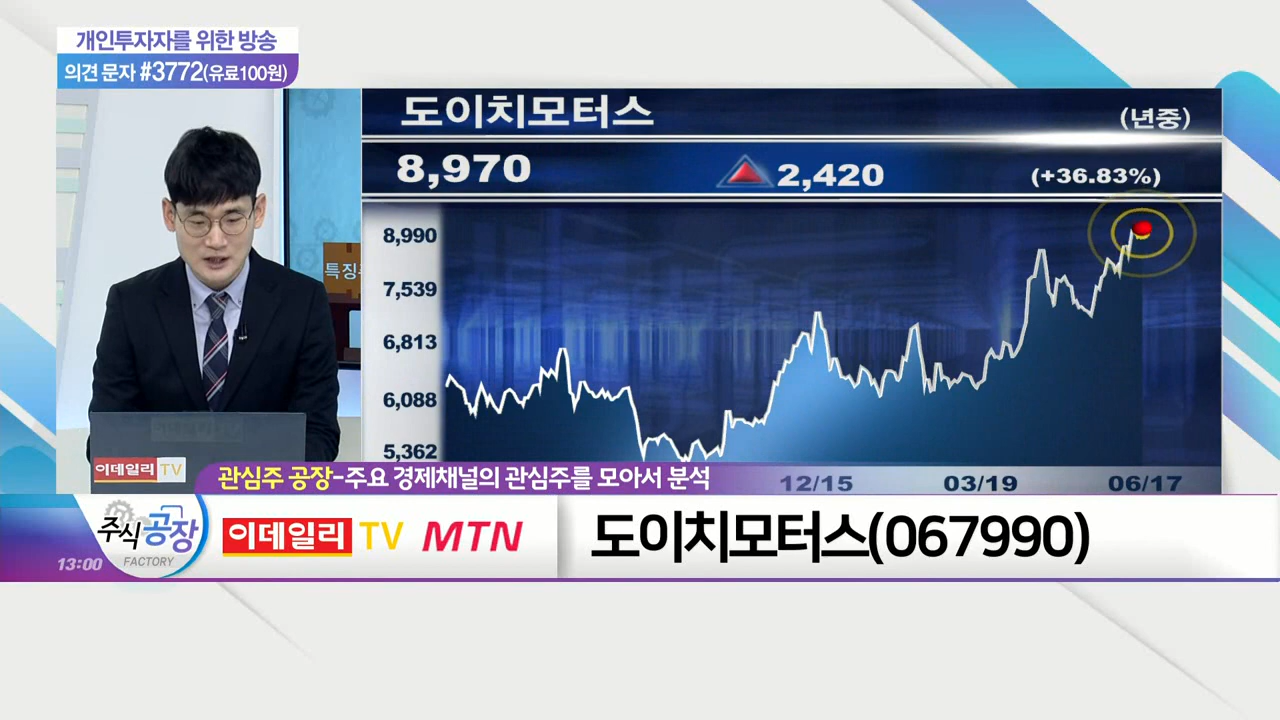 개인투자자를 위한 방송
의견 문자 #3772(유료100원)
도이치모터스
(년중)
8,970 2,420 (+36.83%)
8,990
7,539
6,813
6,088
5,362
12/15 03/19 06/17
특징
이데일리 TV
관심주 공장-주요 경제채널의 관심주를 모아서 분석
주식공장
FACTORY
13:00
이데일리 TV MTN
도이치모터스(067990)